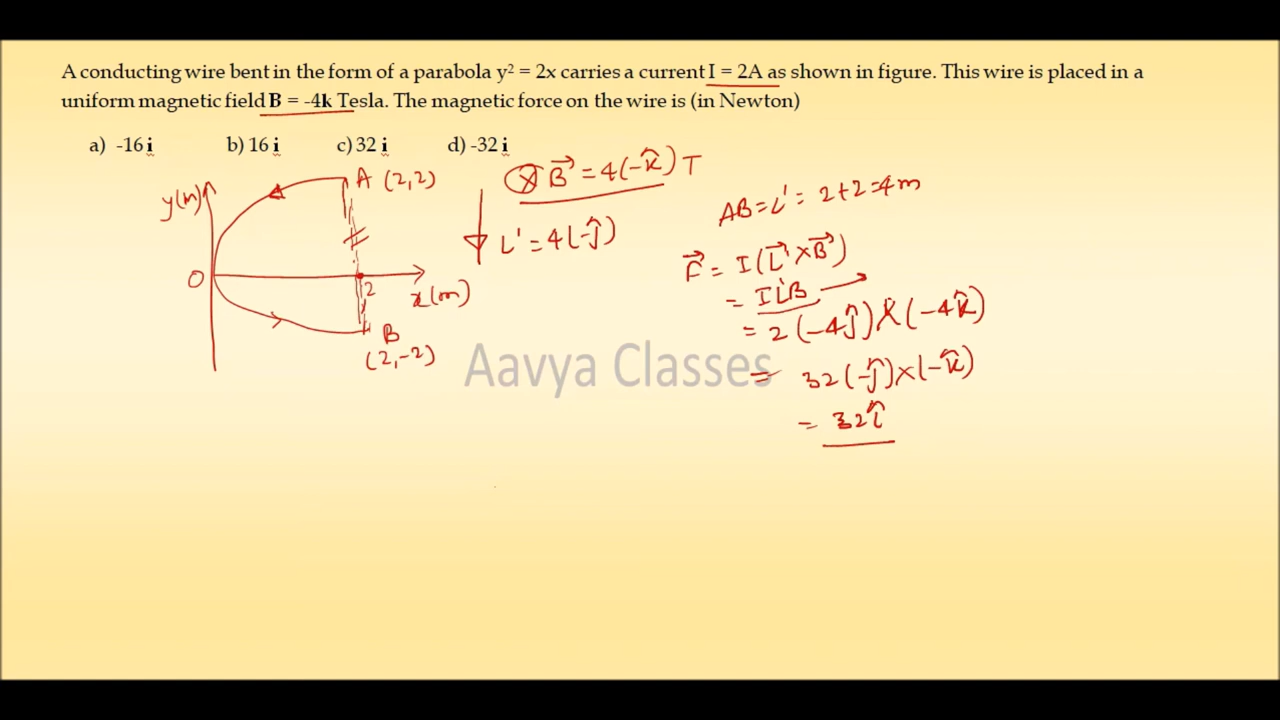 A conducting wire bent in the form of a parabola y² = 2x carries a current I = 2A as shown in figure. This wire is placed in a
uniform magnetic field B = -4k Tesla. The magnetic force on the wire is (in Newton)
a) -16 i b) 16 i c) 32 i d) -32 i
y(m)
A (2,2)
O
2
x(m)
B
(2,-2)
⊗ B⃗ = 4(-k̂) T
L' = 4(-ĵ)
AB = L' = 2+2=4m
F⃗ = I(L⃗' × B⃗)
= IL'B
= 2(-4ĵ) × (-4k̂)
= 32(-ĵ)×(-k̂)
= 32î
Aavya Classes